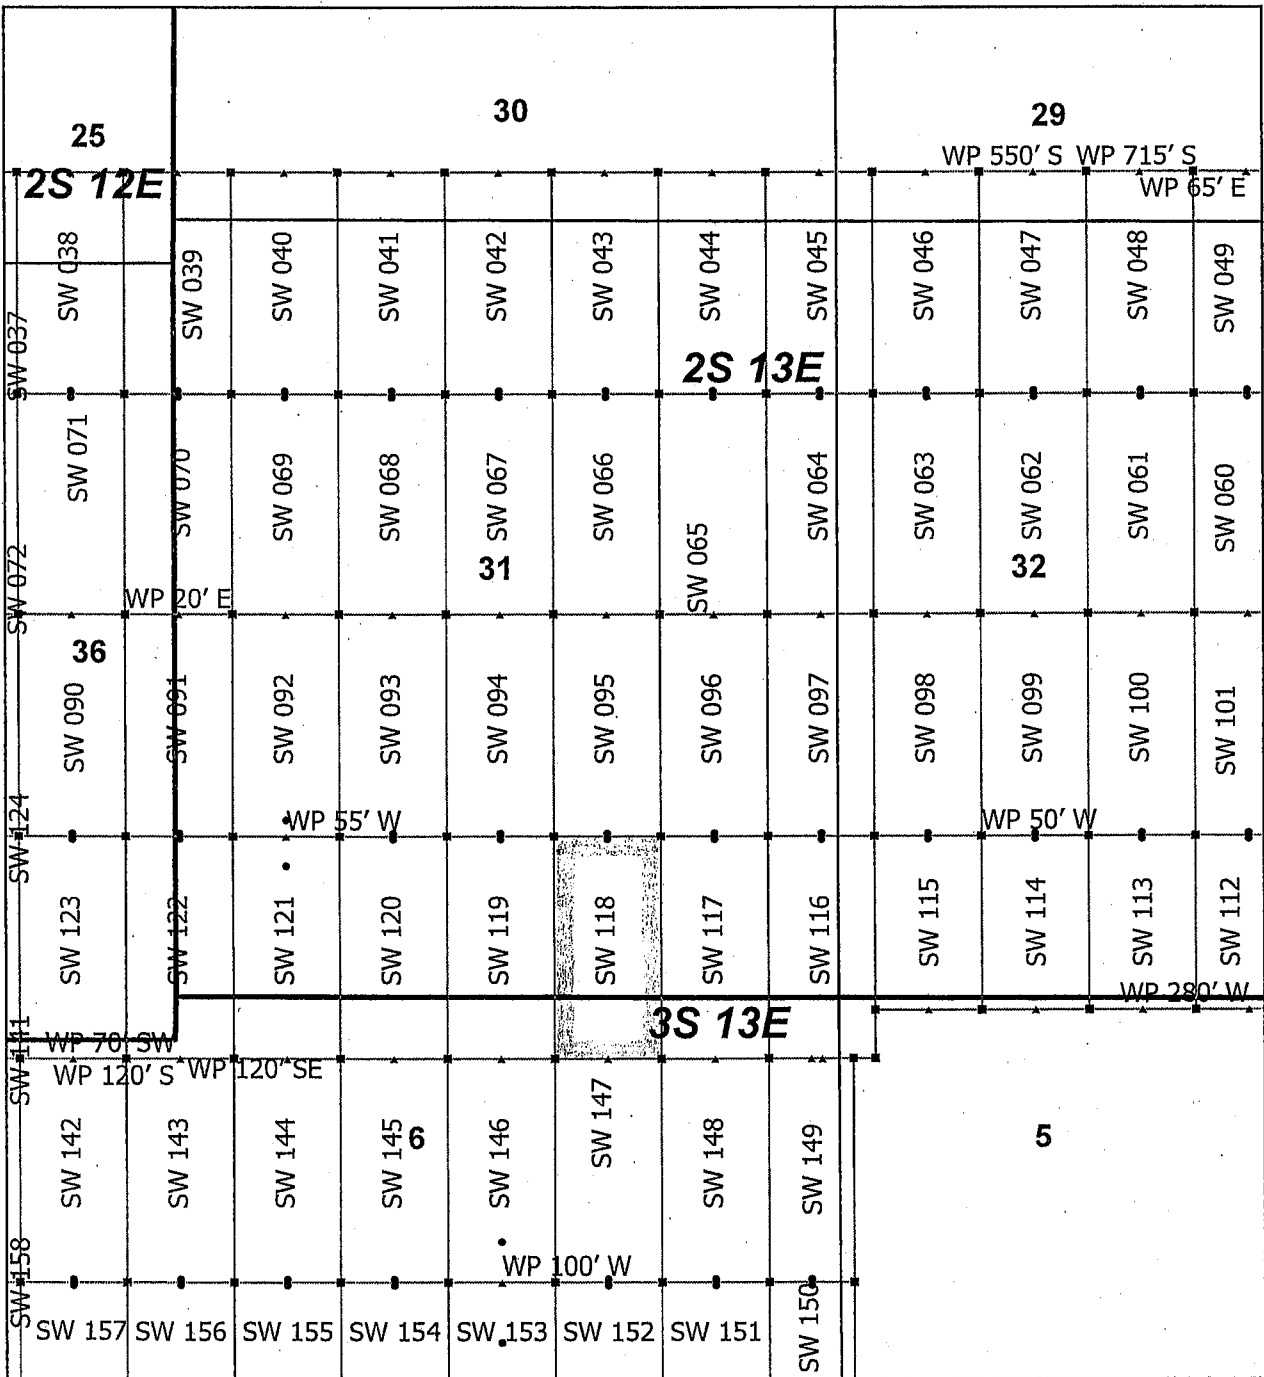 30
29
25
WP 550' S WP 715' S
2S 12E
WP 65' E
SW 038
SW 039
SW 040
SW 041
SW 042
SW 043
SW 044
SW 045
SW 046
SW 047
SW 048
SW 049
SW 037
2S 13E
SW 071
SW 070
SW 069
SW 068
SW 067
SW 066
SW 065
SW 064
SW 063
SW 062
SW 061
SW 060
31
32
SW 072
WP 20' E
36
SW 090
SW 091
SW 092
SW 093
SW 094
SW 095
SW 096
SW 097
SW 098
SW 099
SW 100
SW 101
SW 124
WP 55' W
WP 50' W
SW 123
SW 122
SW 121
SW 120
SW 119
SW 118
SW 117
SW 116
SW 115
SW 114
SW 113
SW 112
WP 280' W
3S 13E
SW 141
WP 70' SW
WP 120' S
WP 120' SE
SW 142
SW 143
SW 144
SW 145
6
SW 146
SW 147
SW 148
SW 149
5
SW 158
WP 100' W
SW 157
SW 156
SW 155
SW 154
SW 153
SW 152
SW 151
SW 150